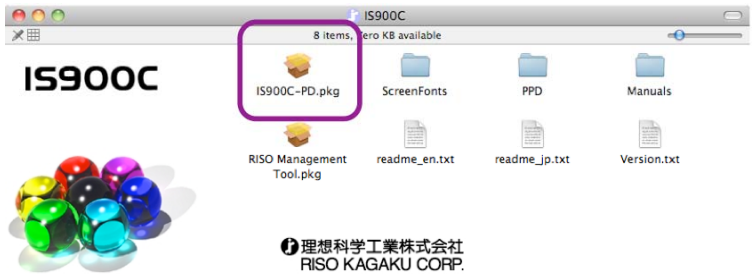 IS900C
8 items, Zero KB available
IS900C
IS900C-PD.pkg
ScreenFonts
PPD
Manuals
RISO Management
Tool.pkg
readme_en.txt
readme_jp.txt
Version.txt
理想科学工業株式会社
RISO KAGAKU CORP.